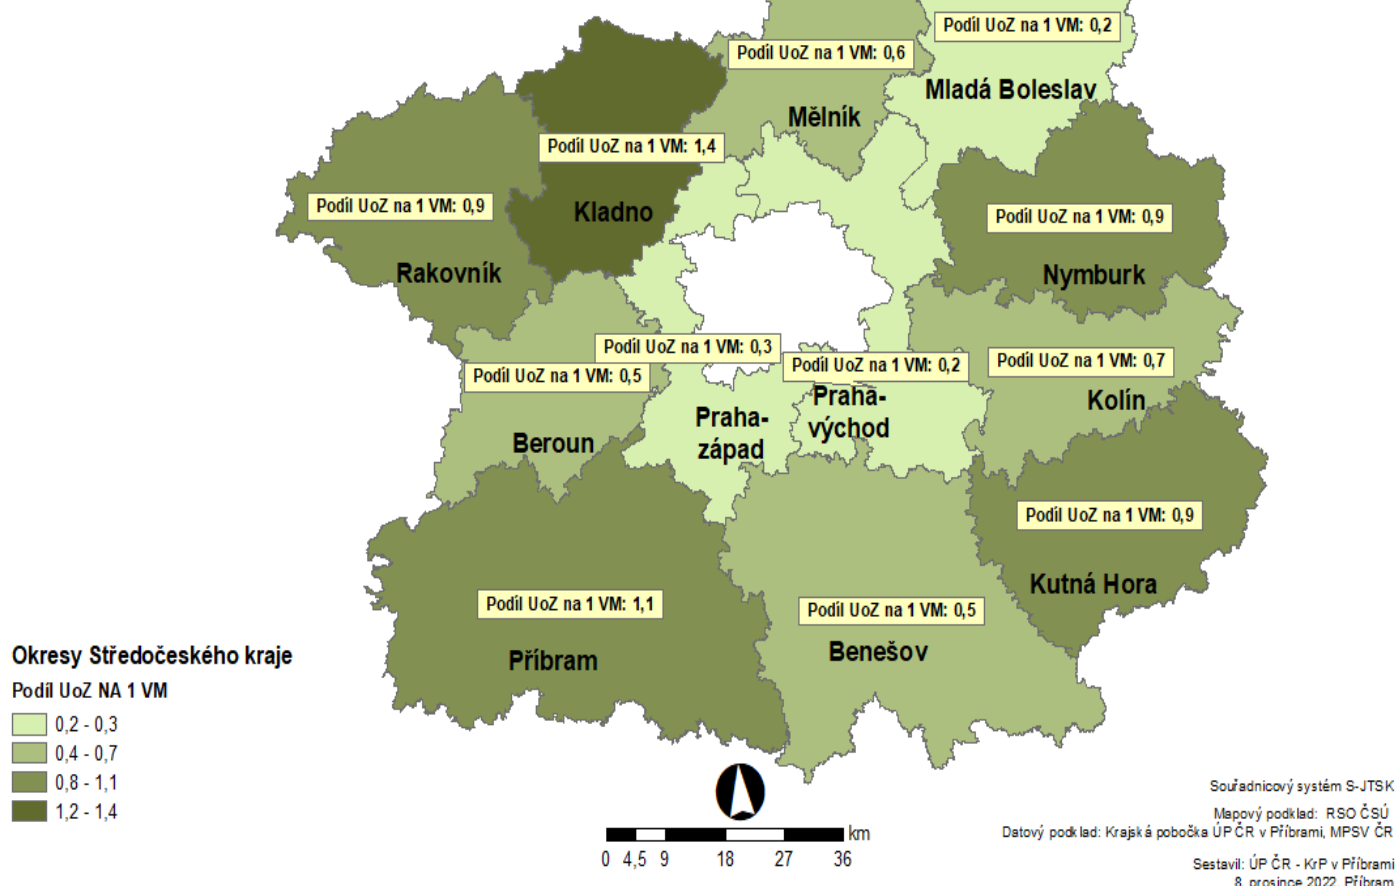 Podíl UoZ na 1 VM: 0,2
Podíl UoZ na 1 VM: 0,6
Mladá Boleslav
Mělník
Podíl UoZ na 1 VM: 1,4
Podíl UoZ na 1 VM: 0,9
Kladno
Podíl UoZ na 1 VM: 0,9
Rakovník
Nymburk
Podíl UoZ na 1 VM: 0,3
Podíl UoZ na 1 VM: 0,2
Podíl UoZ na 1 VM: 0,7
Podíl UoZ na 1 VM: 0,5
Praha-
východ
Kolín
Praha-
západ
Beroun
Podíl UoZ na 1 VM: 0,9
Kutná Hora
Podíl UoZ na 1 VM: 1,1
Podíl UoZ na 1 VM: 0,5
Příbram
Benešov
Okresy Středočeského kraje
Podíl UoZ NA 1 VM
0,2 - 0,3
0,4 - 0,7
0,8 - 1,1
1,2 - 1,4
km
0 4,5 9 18 27 36
Souřadnicový systém S-JTSK
Mapový podklad: RSO ČSÚ
Datový podklad: Krajská pobočka ÚP ČR v Příbrami, MPSV ČR
Sestavil: ÚP ČR - KrP v Příbrami
8. prosince 2022, Příbram